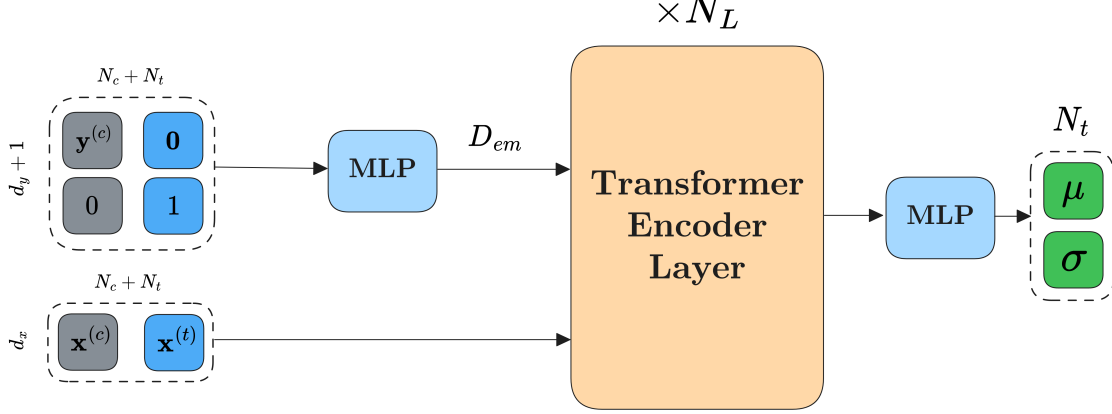 × N_L
N_c + N_t
d_y + 1
y^(c) 0
0 1
MLP
D_em
Transformer
Encoder
Layer
MLP
N_t
μ
σ
N_c + N_t
d_x
x^(c) x^(t)